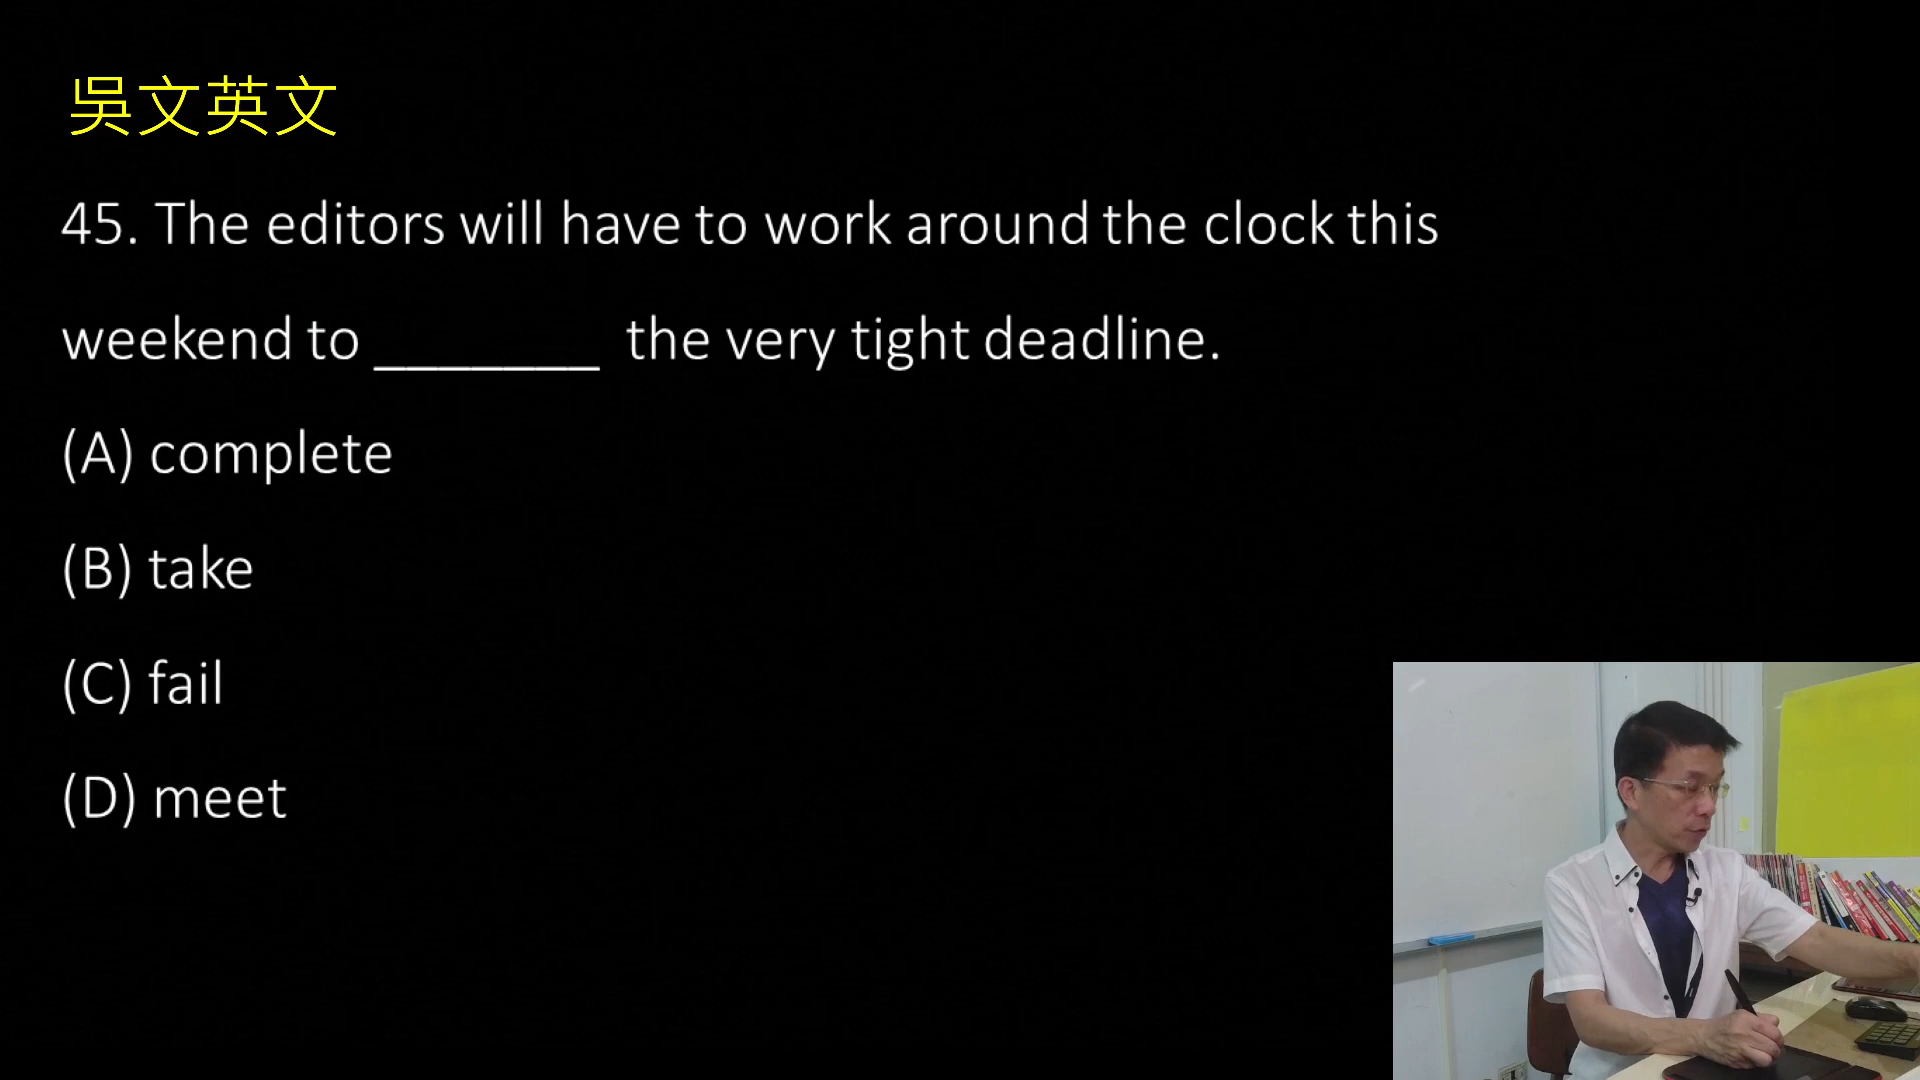 吳文英文
45. The editors will have to work around the clock this
weekend to _______ the very tight deadline.
(A) complete
(B) take
(C) fail
(D) meet